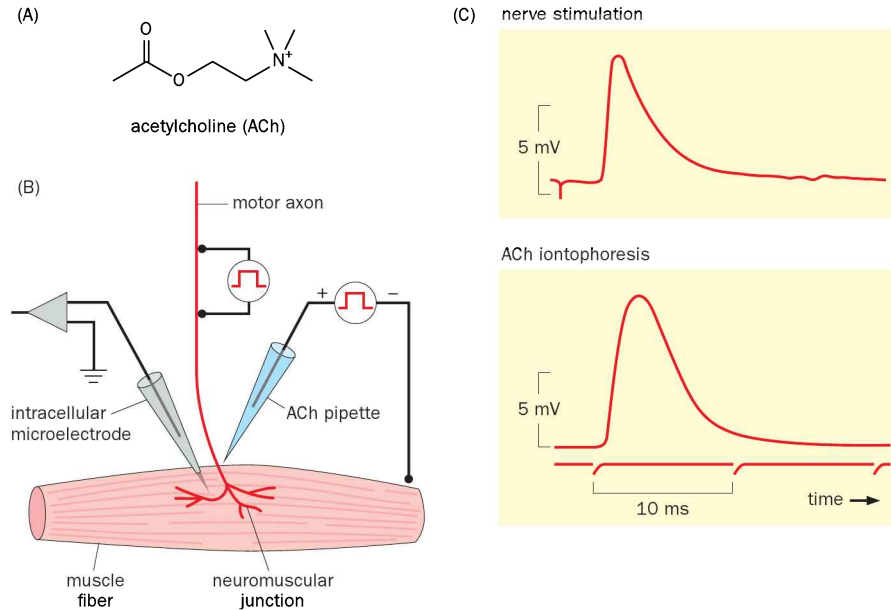 (A)
O
O
N+
acetylcholine (ACh)
(B)
motor axon
+
−
intracellular
microelectrode
ACh pipette
muscle
fiber
neuromuscular
junction
(C)
nerve stimulation
5 mV
ACh iontophoresis
5 mV
10 ms
time